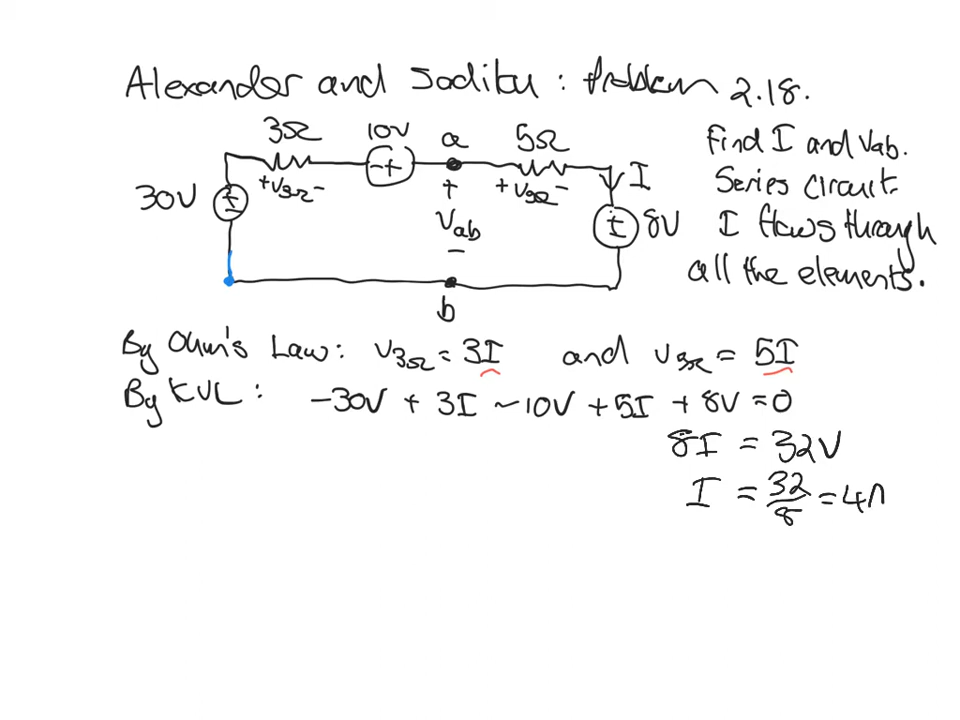 Alexander and Sadiku: Problem 2.18.
3Ω 10V a 5Ω Find I and Vab.
- +
+V3Ω- +V5Ω- I Series Circuit.
30V + Vab 8V I flows through
- b all the elements.
By Ohm's Law: V3Ω = 3I and V5Ω = 5I
By KVL: -30V + 3I -10V + 5I + 8V = 0
8I = 32V
I = 32/8 = 4A